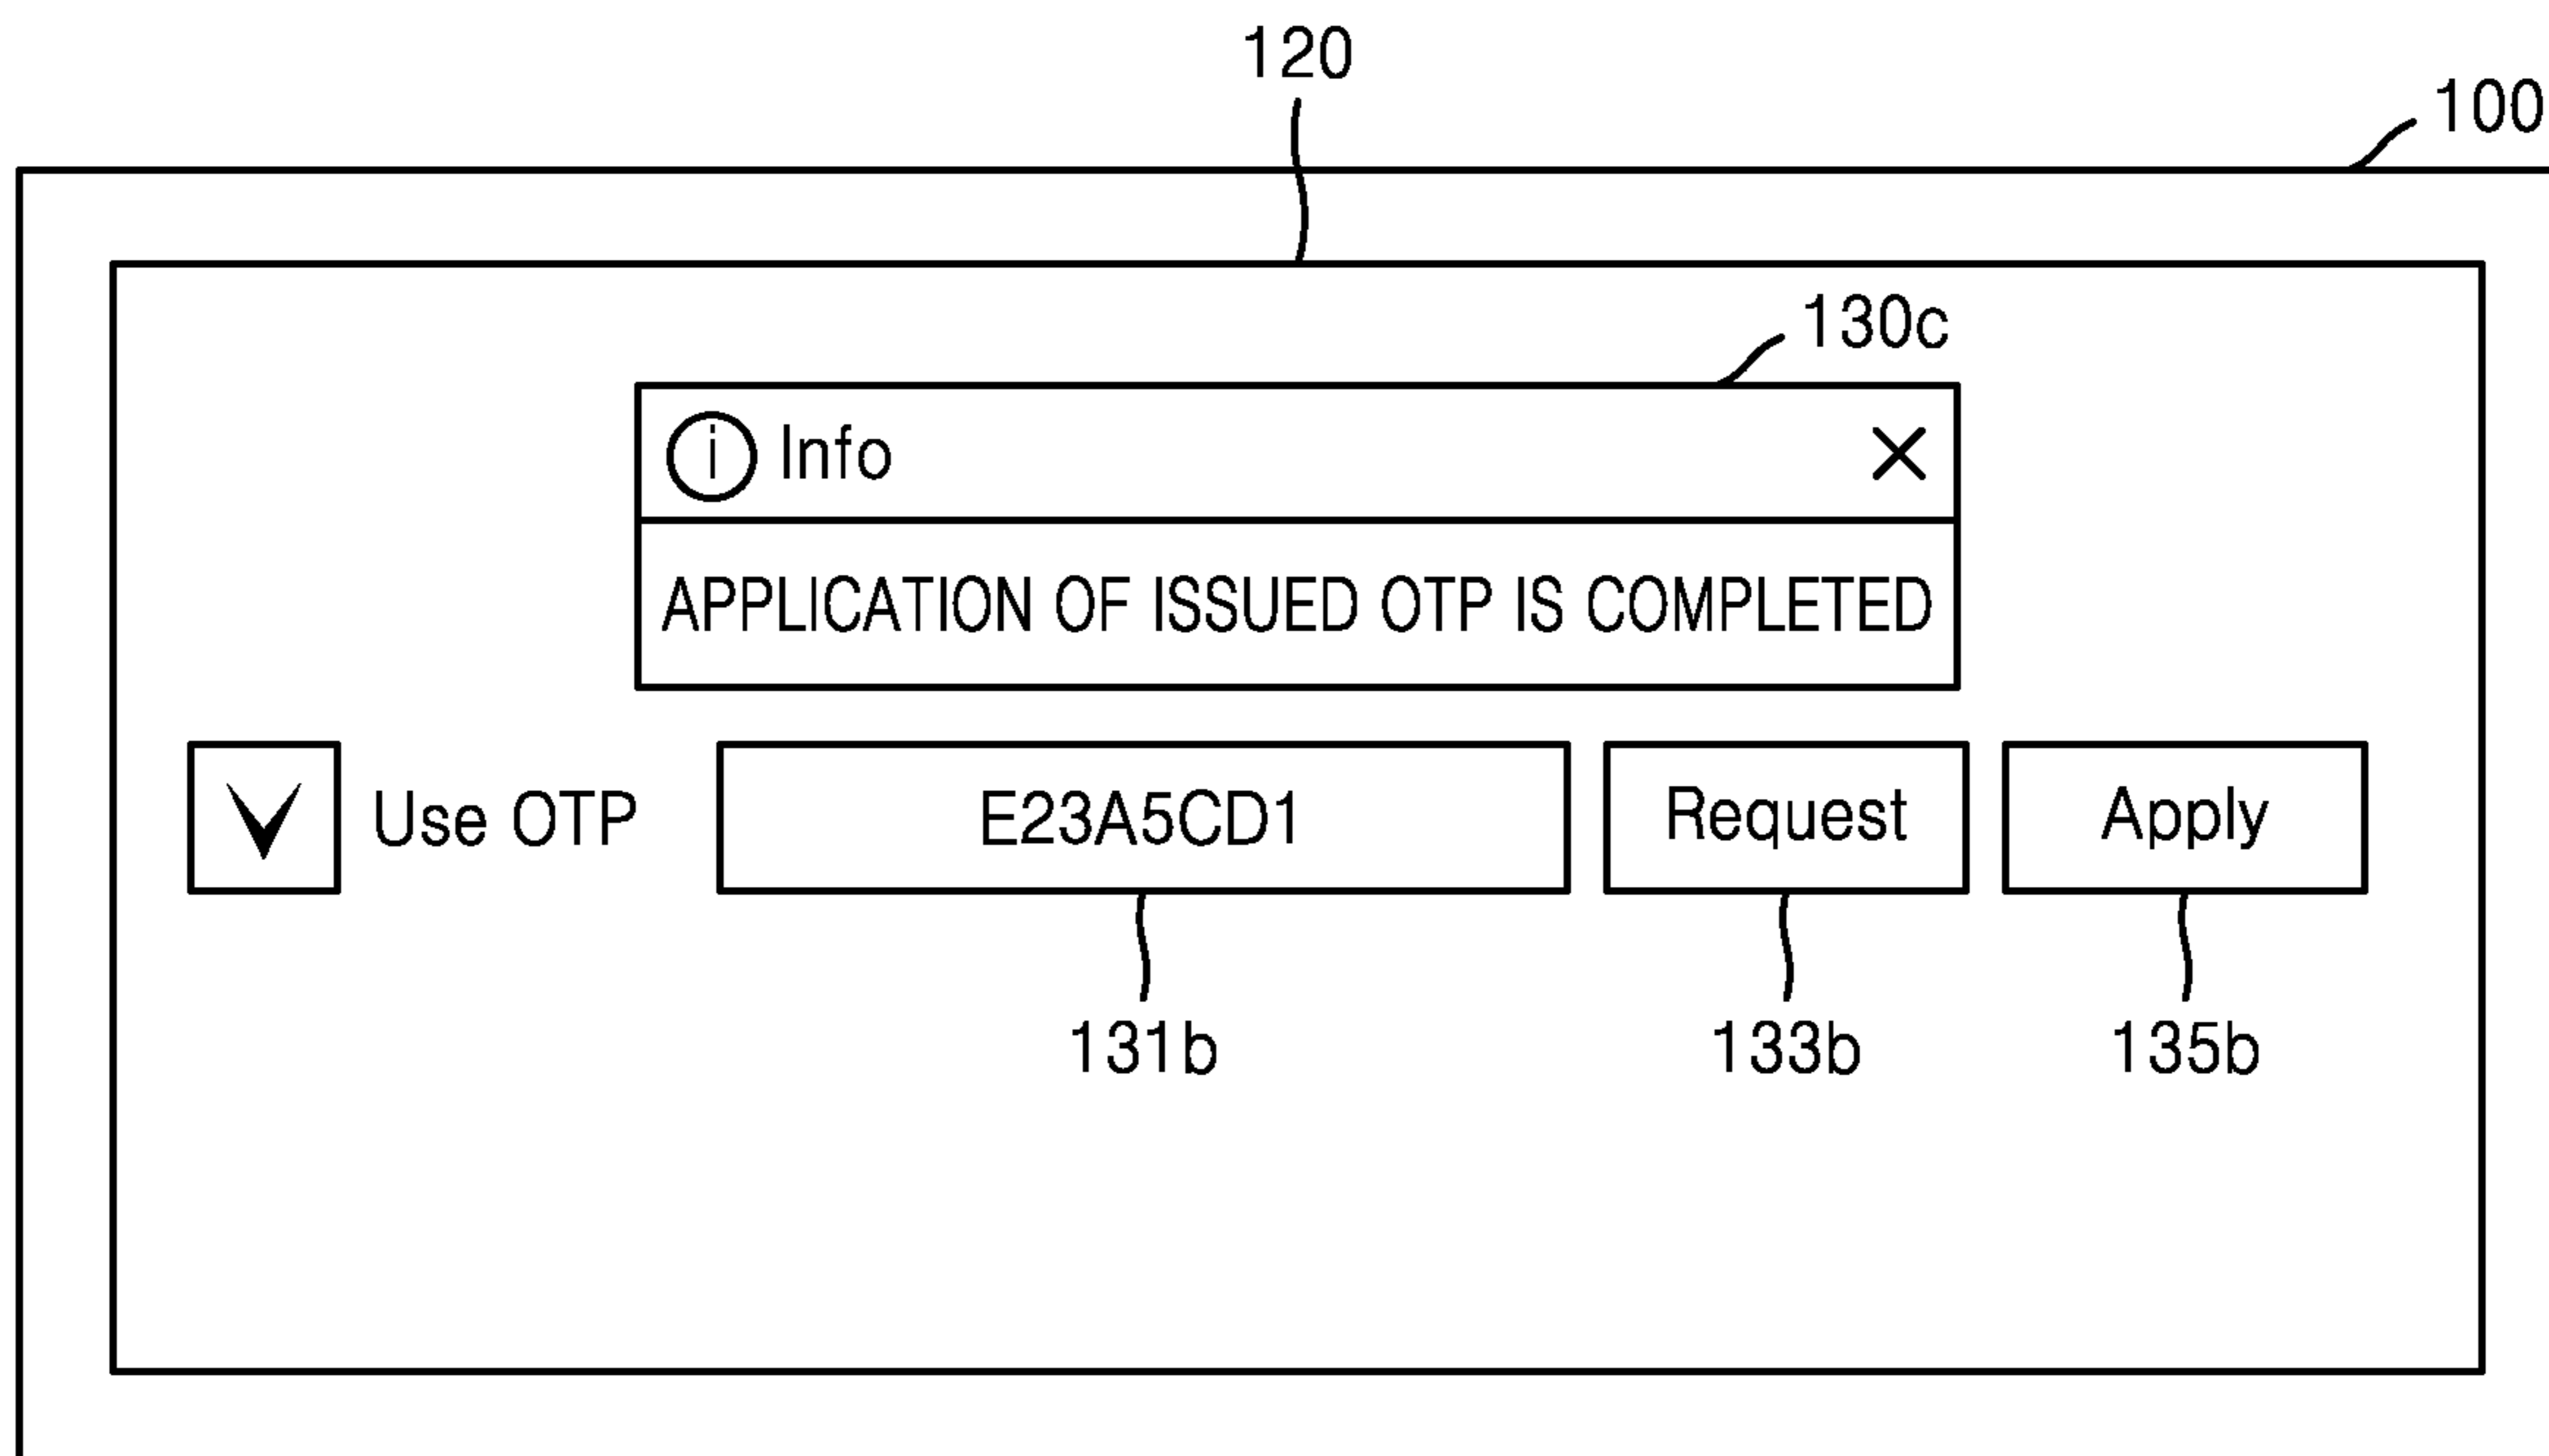 120
100
130c
i Info
APPLICATION OF ISSUED OTP IS COMPLETED
Use OTP E23A5CD1 Request Apply
131b 133b 135b